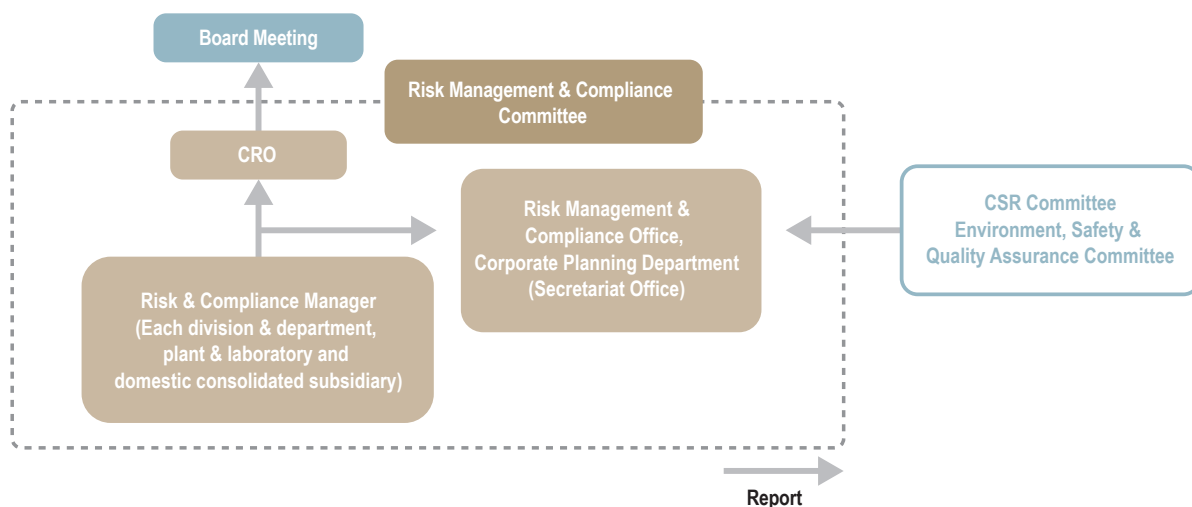 Board Meeting
Risk Management & Compliance
Committee
CRO
Risk Management &
Compliance Office,
Corporate Planning Department
(Secretariat Office)
CSR Committee
Environment, Safety &
Quality Assurance Committee
Risk & Compliance Manager
(Each division & department,
plant & laboratory and
domestic consolidated subsidiary)
Report